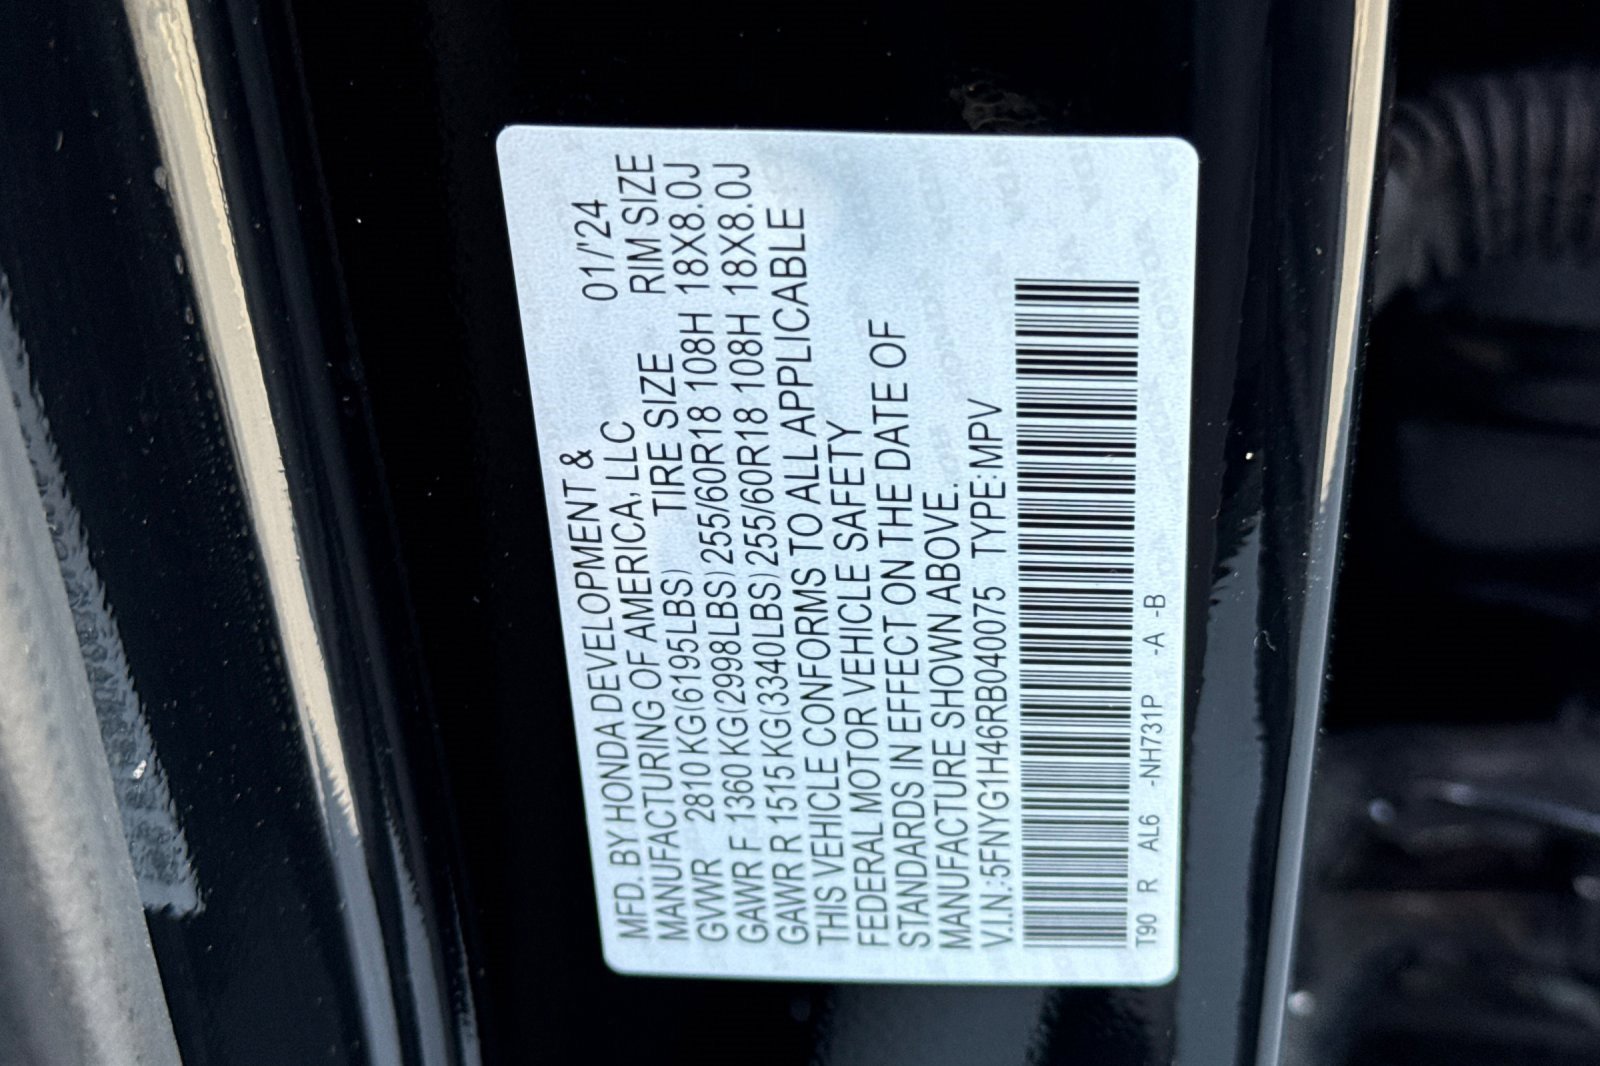 MFD. BY HONDA DEVELOPMENT & 01/'24
MANUFACTURING OF AMERICA, LLC
TIRE SIZE RIM SIZE
GVWR 2810 KG(6195LBS)
GAWR F 1360 KG(2998LBS) 255/60R18 108H 18X8.0J
GAWR R 1515 KG(3340LBS) 255/60R18 108H 18X8.0J
THIS VEHICLE CONFORMS TO ALL APPLICABLE
FEDERAL MOTOR VEHICLE SAFETY
STANDARDS IN EFFECT ON THE DATE OF
MANUFACTURE SHOWN ABOVE.
V.I.N.:5FNYG1H46RB040075 TYPE:MPV
T90 R AL6 -NH731P -A -B